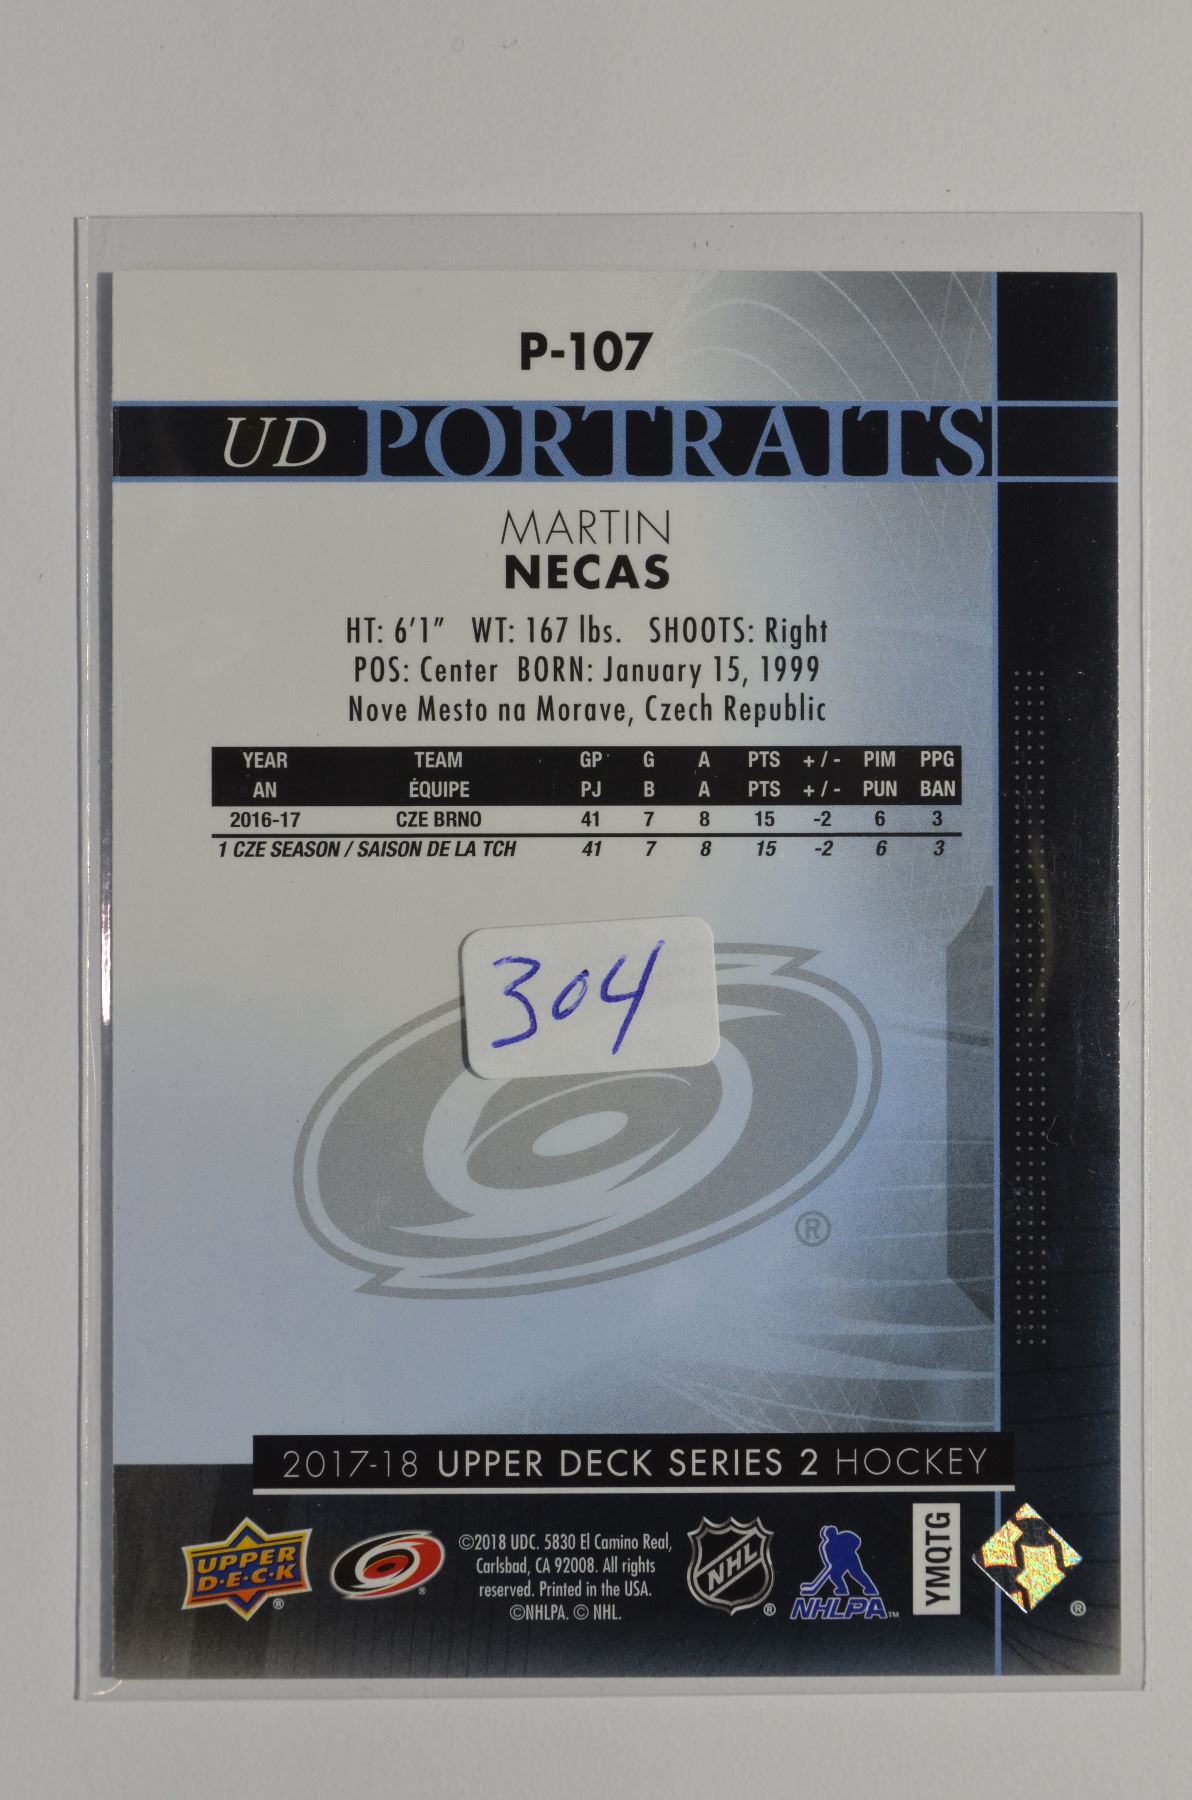 P-107
UD PORTRAITS
MARTIN
NECAS
HT: 6'1" WT: 167 lbs. SHOOTS: Right
POS: Center BORN: January 15, 1999
Nove Mesto na Morave, Czech Republic
YEAR TEAM GP G A PTS +/- PIM PPG
AN ÉQUIPE PJ B A PTS +/- PUN BAN
2016-17 CZE BRNO 41 7 8 15 -2 6 3
1 CZE SEASON / SAISON DE LA TCH 41 7 8 15 -2 6 3
304
®
2017-18 UPPER DECK SERIES 2 HOCKEY
UPPER
D·E·C·K
®
®
©2018 UDC. 5830 El Camino Real,
Carlsbad, CA 92008. All rights
reserved. Printed in the USA.
©NHLPA. © NHL.
NHL
®
NHLPA™
YMQTG
®